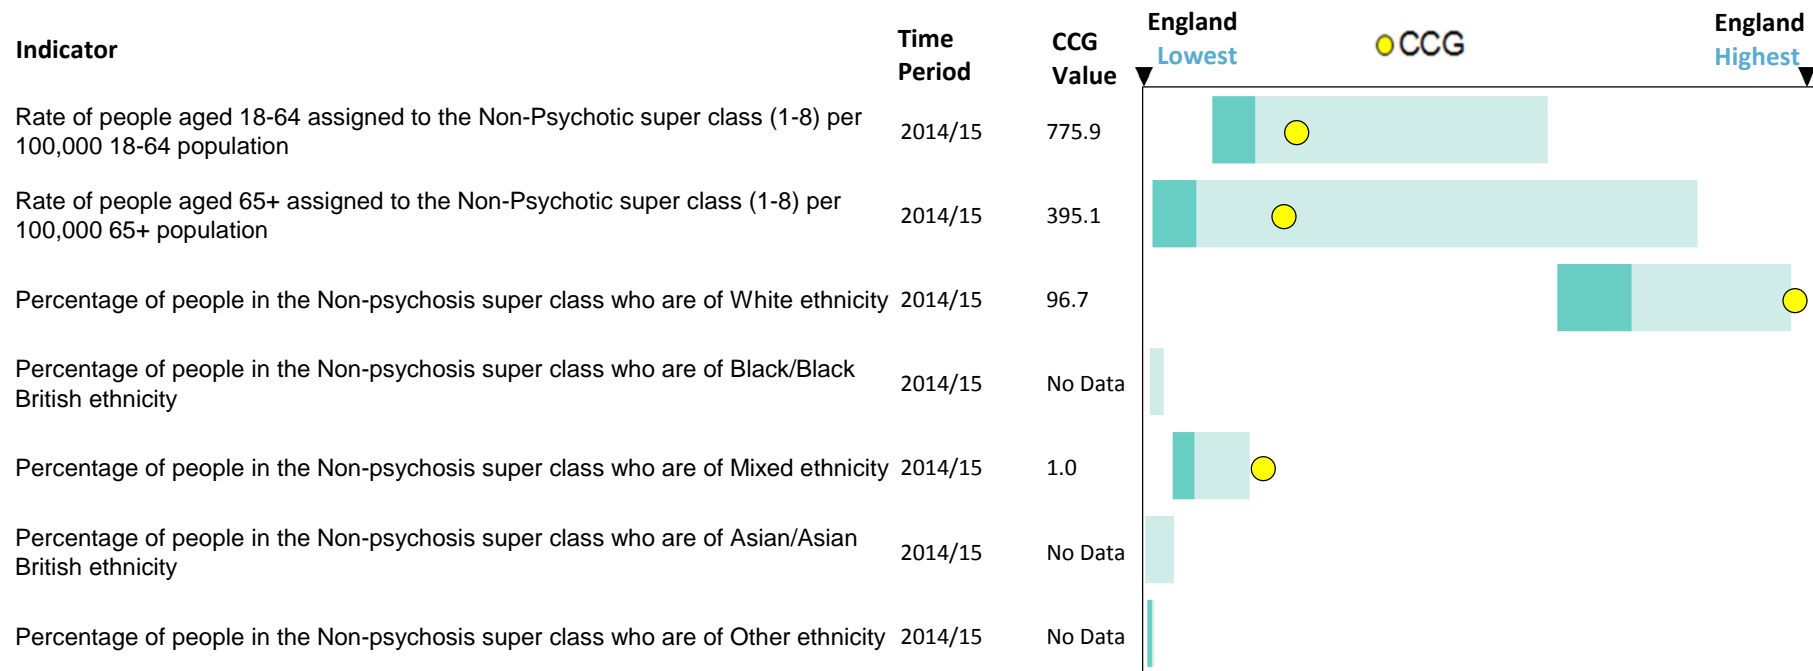 Indicator
Time
Period
CCG
Value
England
Lowest
CCG
England
Highest
Rate of people aged 18-64 assigned to the Non-Psychotic super class (1-8) per
100,000 18-64 population
2014/15
775.9
Rate of people aged 65+ assigned to the Non-Psychotic super class (1-8) per
100,000 65+ population
2014/15
395.1
Percentage of people in the Non-psychosis super class who are of White ethnicity
2014/15
96.7
Percentage of people in the Non-psychosis super class who are of Black/Black
British ethnicity
2014/15
No Data
Percentage of people in the Non-psychosis super class who are of Mixed ethnicity
2014/15
1.0
Percentage of people in the Non-psychosis super class who are of Asian/Asian
British ethnicity
2014/15
No Data
Percentage of people in the Non-psychosis super class who are of Other ethnicity
2014/15
No Data